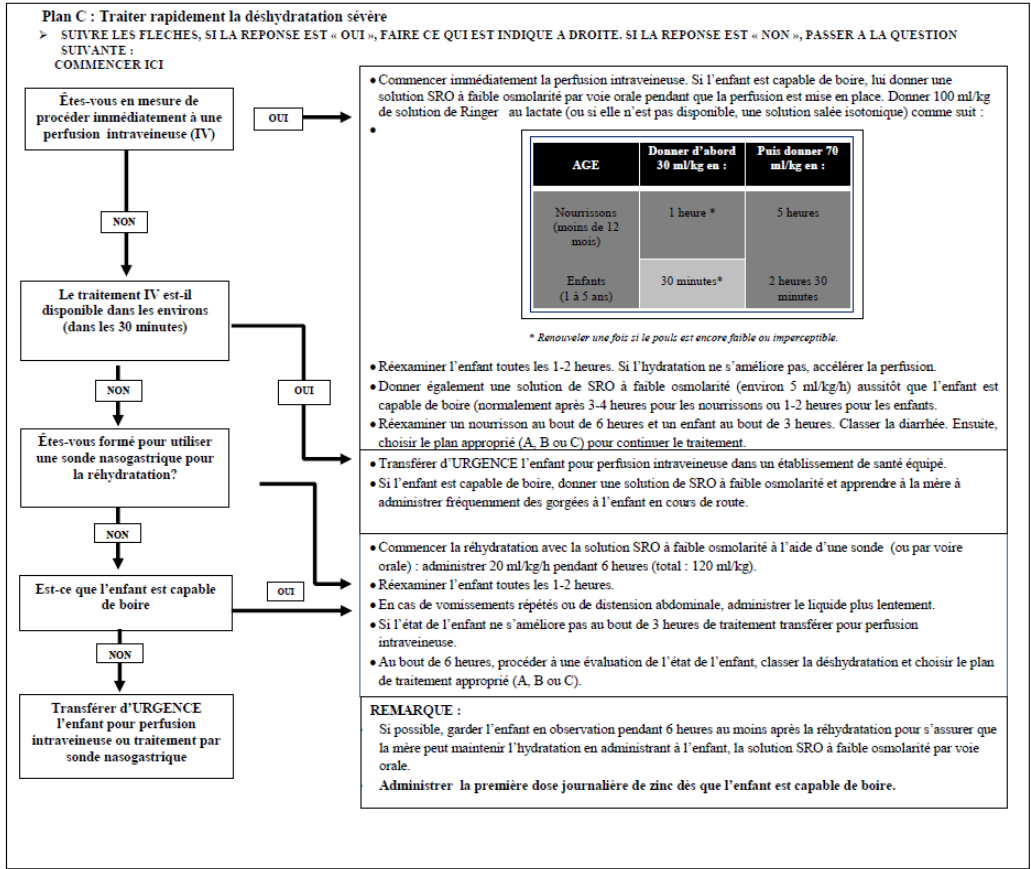 Plan C : Traiter rapidement la déshydratation sévère
➢ SUIVRE LES FLECHES, SI LA REPONSE EST « OUI », FAIRE CE QUI EST INDIQUE A DROITE. SI LA REPONSE EST « NON », PASSER A LA QUESTION
SUIVANTE :
COMMENCER ICI
Êtes-vous en mesure de
procéder immédiatement à une
perfusion intraveineuse (IV)
OUI
• Commencer immédiatement la perfusion intraveineuse. Si l’enfant est capable de boire, lui donner une
solution SRO à faible osmolarité par voie orale pendant que la perfusion est mise en place. Donner 100 ml/kg
de solution de Ringer au lactate (ou si elle n’est pas disponible, une solution salée isotonique) comme suit :
•
AGE
Donner d’abord
30 ml/kg en :
Puis donner 70
ml/kg en :
Nourrissons
(moins de 12
mois)
1 heure *
5 heures
Enfants
(1 à 5 ans)
30 minutes*
2 heures 30
minutes
* Renouveler une fois si le pouls est encore faible ou imperceptible.
• Réexaminer l’enfant toutes les 1-2 heures. Si l’hydratation ne s’améliore pas, accélérer la perfusion.
• Donner également une solution de SRO à faible osmolarité (environ 5 ml/kg/h) aussitôt que l’enfant est
capable de boire (normalement après 3-4 heures pour les nourrissons ou 1-2 heures pour les enfants.
• Réexaminer un nourrisson au bout de 6 heures et un enfant au bout de 3 heures. Classer la diarrhée. Ensuite,
choisir le plan approprié (A, B ou C) pour continuer le traitement.
NON
Le traitement IV est-il
disponible dans les environs
(dans les 30 minutes)
OUI
• Transférer d’URGENCE l’enfant pour perfusion intraveineuse dans un établissement de santé équipé.
• Si l’enfant est capable de boire, donner une solution de SRO à faible osmolarité et apprendre à la mère à
administrer fréquemment des gorgées à l’enfant en cours de route.
NON
Êtes-vous formé pour utiliser
une sonde nasogastrique pour
la réhydratation?
NON
Est-ce que l’enfant est capable
de boire
OUI
• Commencer la réhydratation avec la solution SRO à faible osmolarité à l’aide d’une sonde (ou par voire
orale) : administrer 20 ml/kg/h pendant 6 heures (total : 120 ml/kg).
• Réexaminer l’enfant toutes les 1-2 heures.
• En cas de vomissements répétés ou de distension abdominale, administrer le liquide plus lentement.
• Si l’état de l’enfant ne s’améliore pas au bout de 3 heures de traitement transférer pour perfusion
intraveineuse.
• Au bout de 6 heures, procéder à une évaluation de l’état de l’enfant, classer la déshydratation et choisir le plan
de traitement approprié (A, B ou C).
NON
Transférer d’URGENCE
l’enfant pour perfusion
intraveineuse ou traitement par
sonde nasogastrique
REMARQUE :
Si possible, garder l’enfant en observation pendant 6 heures au moins après la réhydratation pour s’assurer que
la mère peut maintenir l’hydratation en administrant à l’enfant, la solution SRO à faible osmolarité par voie
orale.
Administrer la première dose journalière de zinc dès que l’enfant est capable de boire.